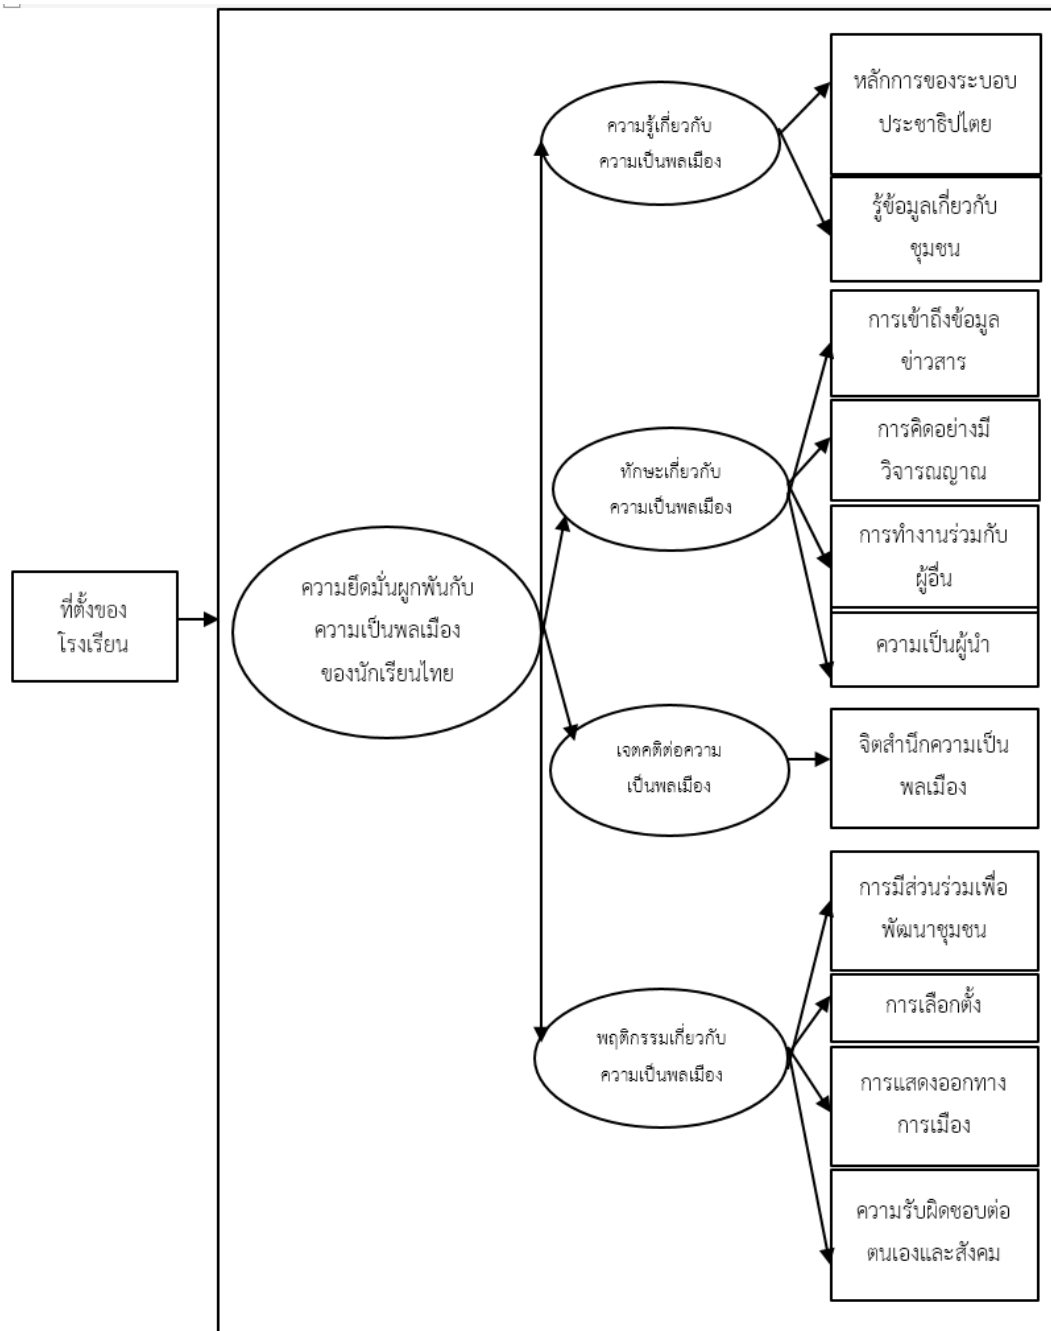 ที่ตั้งของ
โรงเรียน
ความยึดมั่นผูกพันกับ
ความเป็นพลเมือง
ของนักเรียนไทย
ความรู้เกี่ยวกับ
ความเป็นพลเมือง
หลักการของระบอบ
ประชาธิปไตย
รู้ข้อมูลเกี่ยวกับ
ชุมชน
ทักษะเกี่ยวกับ
ความเป็นพลเมือง
การเข้าถึงข้อมูล
ข่าวสาร
การคิดอย่างมี
วิจารณญาณ
การทำงานร่วมกับ
ผู้อื่น
ความเป็นผู้นำ
เจตคติต่อความ
เป็นพลเมือง
จิตสำนึกความเป็น
พลเมือง
พฤติกรรมเกี่ยวกับ
ความเป็นพลเมือง
การมีส่วนร่วมเพื่อ
พัฒนาชุมชน
การเลือกตั้ง
การแสดงออกทาง
การเมือง
ความรับผิดชอบต่อ
ตนเองและสังคม